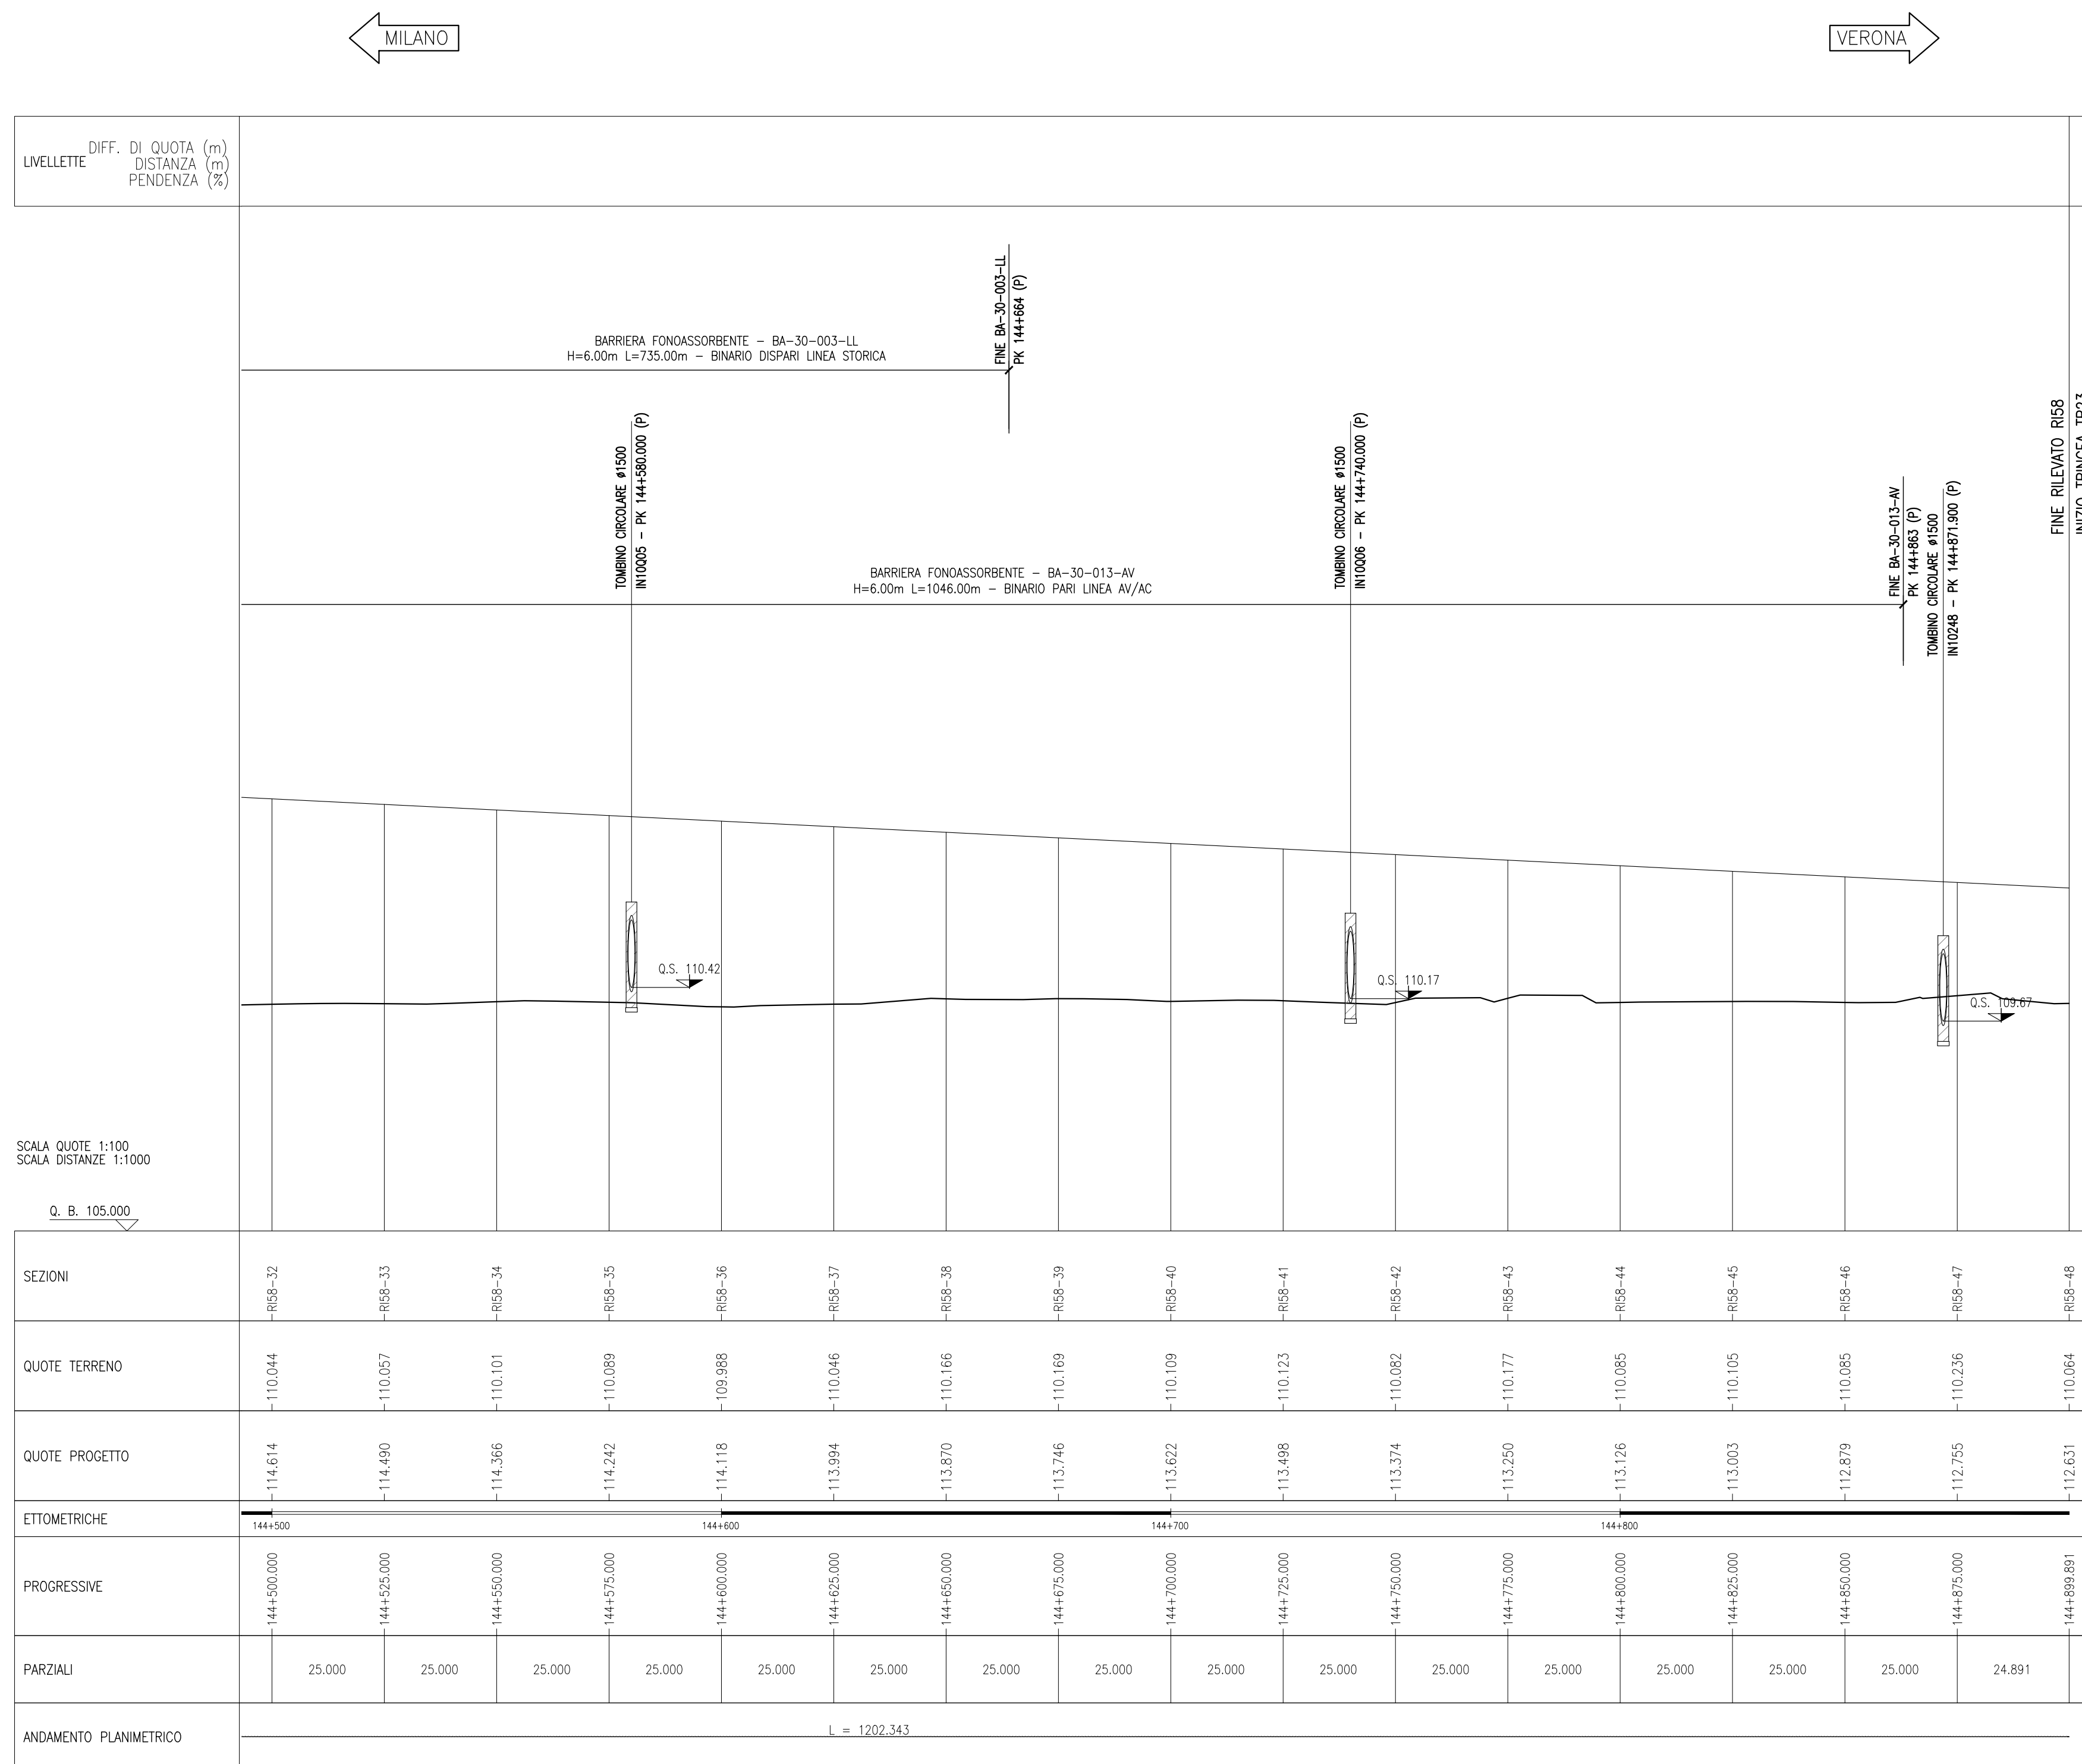 MILANO
VERONA
LIVELLETTE
DIFF. DI QUOTA (m)
DISTANZA (m)
PENDENZA (%)
FINE BA-30-003-LL
PK 144+664 (P)
BARRIERA FONOASSORBENTE - BA-30-003-LL
H=6.00m L=735.00m - BINARIO DISPARI LINEA STORICA
TOMBINO CIRCOLARE ø1500
IN10Q05 - PK 144+580.000 (P)
TOMBINO CIRCOLARE ø1500
IN10Q06 - PK 144+740.000 (P)
FINE RILEVATO RI58
INIZIO TRINCEA TR23
BARRIERA FONOASSORBENTE - BA-30-013-AV
H=6.00m L=1046.00m - BINARIO PARI LINEA AV/AC
FINE BA-30-013-AV
PK 144+863 (P)
TOMBINO CIRCOLARE ø1500
IN10248 - PK 144+871.900 (P)
Q.S. 110.42
Q.S. 110.17
Q.S. 109.67
SCALA QUOTE 1:100
SCALA DISTANZE 1:1000
Q. B. 105.000
SEZIONI
RI58-32 RI58-33 RI58-34 RI58-35 RI58-36 RI58-37 RI58-38 RI58-39 RI58-40 RI58-41 RI58-42 RI58-43 RI58-44 RI58-45 RI58-46 RI58-47 RI58-48
QUOTE TERRENO
110.044 110.057 110.101 110.089 109.988 110.046 110.166 110.169 110.109 110.123 110.082 110.177 110.085 110.105 110.085 110.236 110.064
QUOTE PROGETTO
114.614 114.490 114.366 114.242 114.118 113.994 113.870 113.746 113.622 113.498 113.374 113.250 113.126 113.003 112.879 112.755 112.631
ETTOMETRICHE
144+500 144+600 144+700 144+800
PROGRESSIVE
144+500.000 144+525.000 144+550.000 144+575.000 144+600.000 144+625.000 144+650.000 144+675.000 144+700.000 144+725.000 144+750.000 144+775.000 144+800.000 144+825.000 144+850.000 144+875.000 144+899.891
PARZIALI
25.000 25.000 25.000 25.000 25.000 25.000 25.000 25.000 25.000 25.000 25.000 25.000 25.000 25.000 25.000 24.891
ANDAMENTO PLANIMETRICO
L = 1202.343